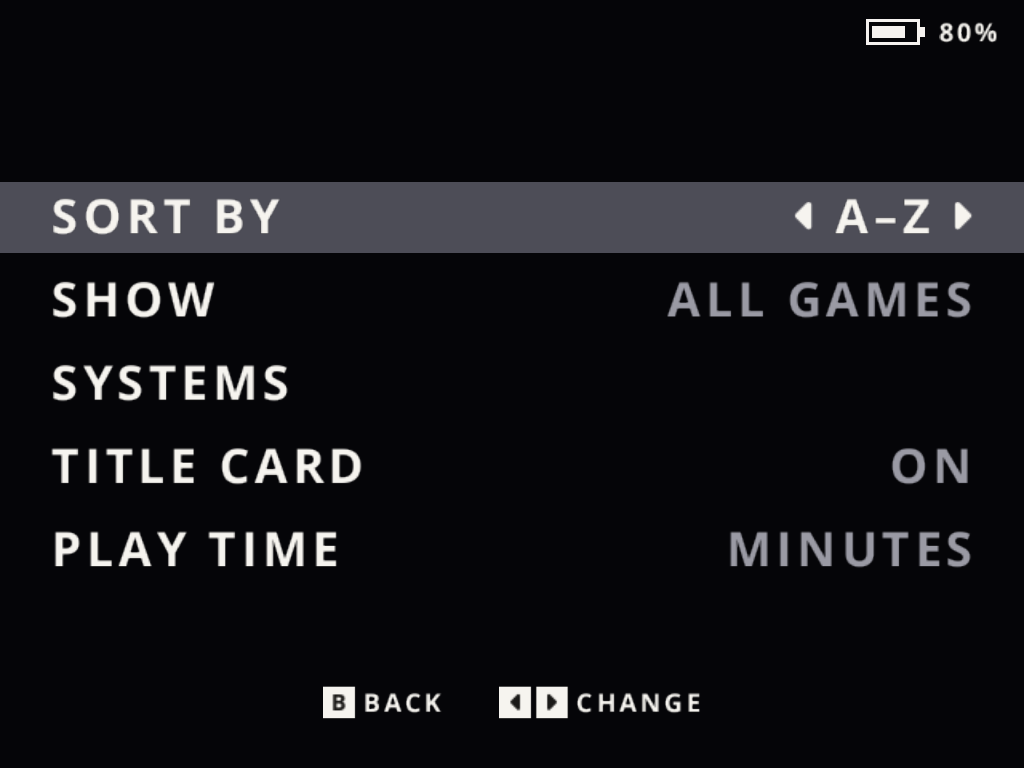 80%
SORT BY A–Z
SHOW ALL GAMES
SYSTEMS
TITLE CARD ON
PLAY TIME MINUTES
B BACK CHANGE